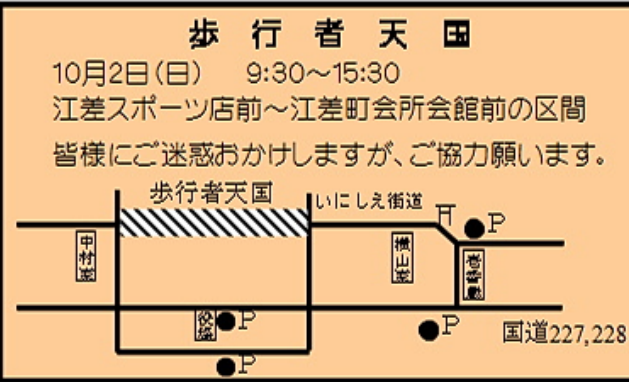 歩行者天国
10月2日(日) 9:30～15:30
江差スポーツ店前～江差町会所会館前の区間
皆様にご迷惑おかけしますが、ご協力願います。
歩行者天国
いにしえ街道
P
中村家
横山家
役場
P
P
P
国道227,228